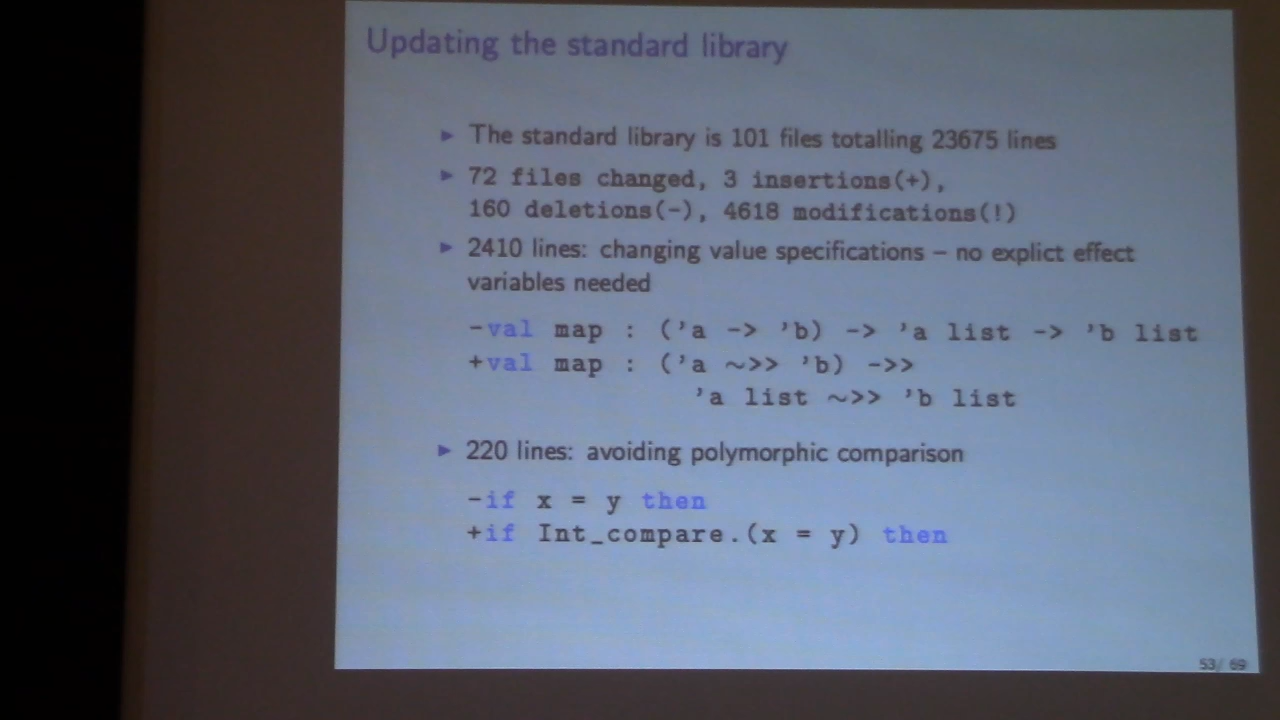 Updating the standard library
▶ The standard library is 101 files totalling 23675 lines
▶ 72 files changed, 3 insertions(+),
160 deletions(-), 4618 modifications(!)
▶ 2410 lines: changing value specifications – no explict effect
variables needed
-val map : ('a -> 'b) -> 'a list -> 'b list
+val map : ('a ~>> 'b) ->>
'a list ~>> 'b list
▶ 220 lines: avoiding polymorphic comparison
-if x = y then
+if Int_compare.(x = y) then
53/ 69